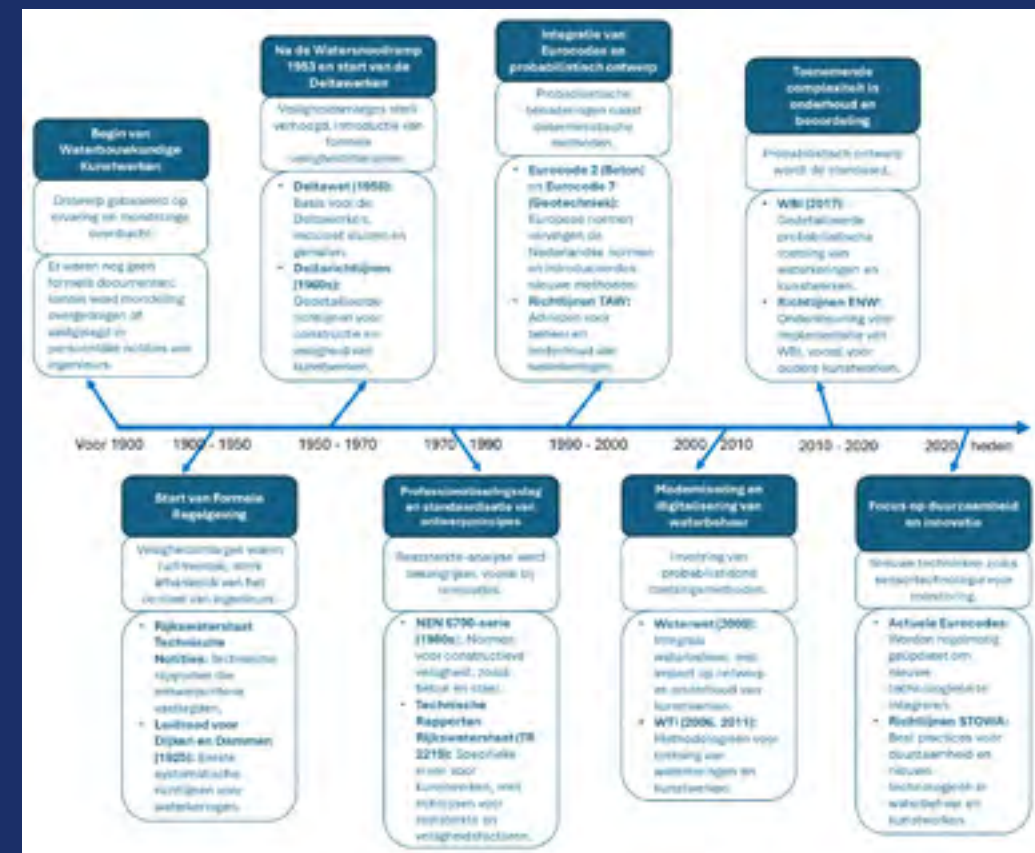 Begin van
Waterbouwkundige
Kunstwerken
Ontwerp gebaseerd op
ervaring en mondelinge
overdracht.
Er waren nog geen
formele documenten;
kennis werd mondeling
overgedragen of
vastgelegd in
persoonlijke notities van
ingenieurs.
Na de Watersnoodramp
1953 en start van de
Deltawerken
Veiligheidsmarges sterk
verhoogd, introductie van
formele
• Deltawet (1958):
Basis voor de
Deltawerken,
inclusief sluizen en
gemalen.
• Deltarichtlijnen
(1960s):
Gedetailleerde
richtlijnen voor
constructie en
veiligheid van
kunstwerken.
Integratie van
Eurocodes en
probabilistisch ontwerp
Probabilistische
benaderingen naast
deterministische
methoden.
• Eurocode 2 (Beton)
en Eurocode 7
(Geotechniek):
Europese normen
vervangen de
Nederlandse normen
en introduceerden
nieuwe methoden.
• Richtlijnen TAW:
Adviezen voor
beheer en
onderhoud van
waterkeringen.
Toenemende
complexiteit in
onderhoud en
beoordeling
Probabilistisch ontwerp
wordt de standaard.
• WBI (2017):
Gedetailleerde
probabilistische
toetsing van
waterkeringen en
kunstwerken.
• Richtlijnen ENW:
Ondersteuning voor
implementatie van
WBI, vooral voor
oudere kunstwerken.
Voor 1900
1900 - 1950
1950 - 1970
1970 - 1990
1990 - 2000
2000 - 2010
2010 - 2020
2020 heden
Start van Formele
Regelgeving
Veiligheidsmarges waren
sterk
afhankelijk van het
oordeel van ingenieurs.
• Rijkswaterstaat
Technische
Notities: Technische
rapporten die
ontwerpcriteria
vastlegden.
• Leidraad voor
Dijken en Dammen
(1925): Eerste
systematische
richtlijnen voor
waterkeringen.
Professionaliseringsslag
en standaardisatie van
ontwerpprincipes
Reststerkte-analyse werd
belangrijker, vooral bij
renovaties.
• NEN 6700-serie
(1980s): Normen
voor constructieve
veiligheid, zoals
beton en staal.
• Technische
Rapporten
Rijkswaterstaat (TR
2219): Specifieke
eisen voor
kunstwerken, met
richtlijnen voor
reststerkte en
veiligheidsfactoren.
Modernisering en
digitalisering van
waterbeheer
Invoering van
probabilistische
toetsingsmethoden.
• Waterwet (2009):
Integraal
waterbeheer, met
impact op ontwerp
en onderhoud van
kunstwerken.
• WTI (2006, 2011):
Methodologieën voor
toetsing van
waterkeringen en
kunstwerken.
Focus op duurzaamheid
en innovatie
Nieuwe technieken zoals
sensortechnologie voor
monitoring.
• Actuele Eurocodes:
Worden regelmatig
geüpdatet om
nieuwe
technologieën te
integreren.
• Richtlijnen STOWA:
Best practices voor
duurzaamheid en
nieuwe
technologieën in
waterbeheer en
kunstwerken.